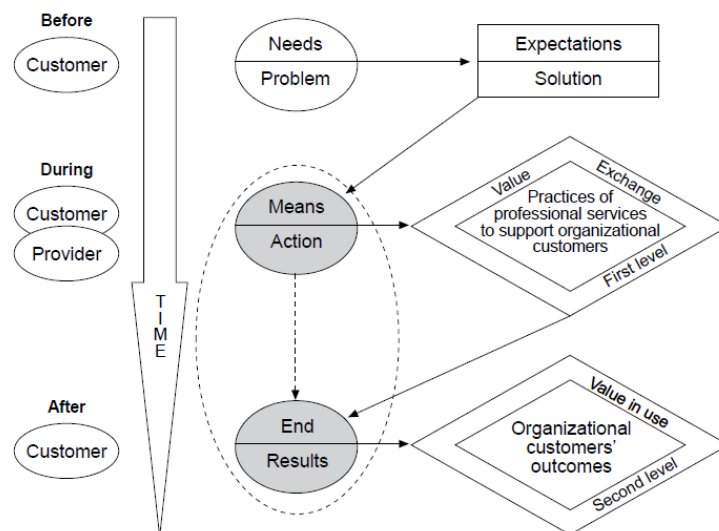 Before
Customer
Needs
Problem
Expectations
Solution
During
Customer
Provider
Means
Action
Value
Exchange
Practices of
professional services
to support organizational
customers
First level
TIME
After
Customer
End
Results
Value in use
Organizational
customers’
outcomes
Second level